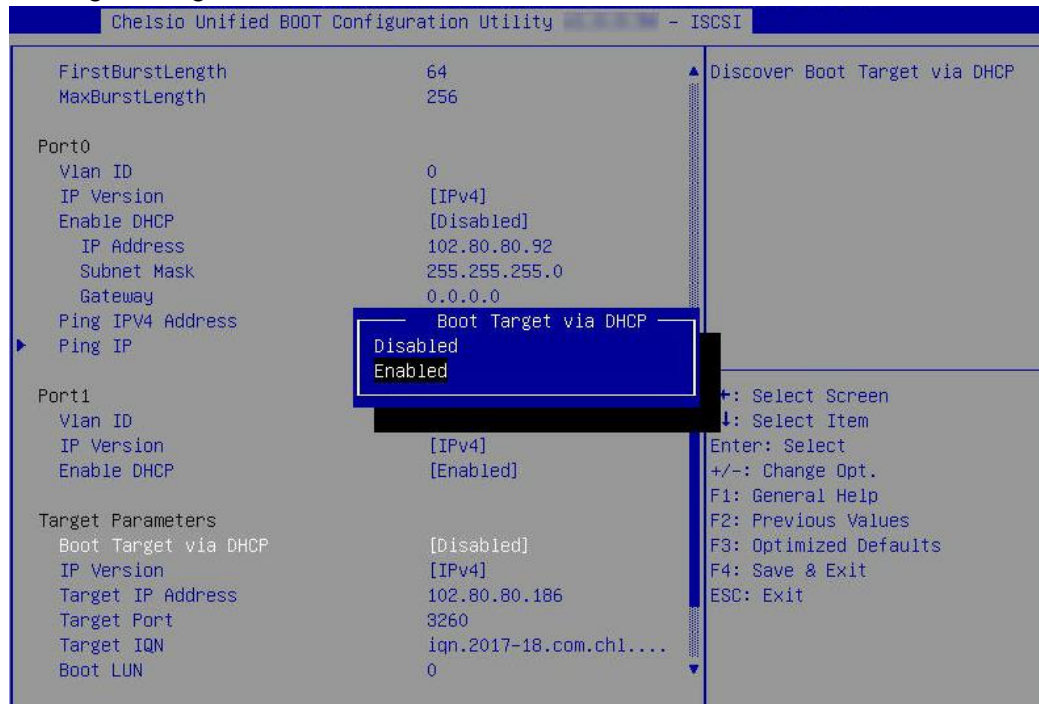 Chelsio Unified BOOT Configuration Utility - ISCSI
FirstBurstLength 64
MaxBurstLength 256
Port0
Vlan ID 0
IP Version [IPv4]
Enable DHCP [Disabled]
IP Address 102.80.80.92
Subnet Mask 255.255.255.0
Gateway 0.0.0.0
Ping IPV4 Address
Ping IP
Port1
Vlan ID
IP Version [IPv4]
Enable DHCP [Enabled]
Target Parameters
Boot Target via DHCP [Disabled]
IP Version [IPv4]
Target IP Address 102.80.80.186
Target Port 3260
Target IQN iqn.2017-18.com.chl....
Boot LUN 0
Boot Target via DHCP
Disabled
Enabled
Discover Boot Target via DHCP
: Select Screen
: Select Item
Enter: Select
+/-: Change Opt.
F1: General Help
F2: Previous Values
F3: Optimized Defaults
F4: Save & Exit
ESC: Exit